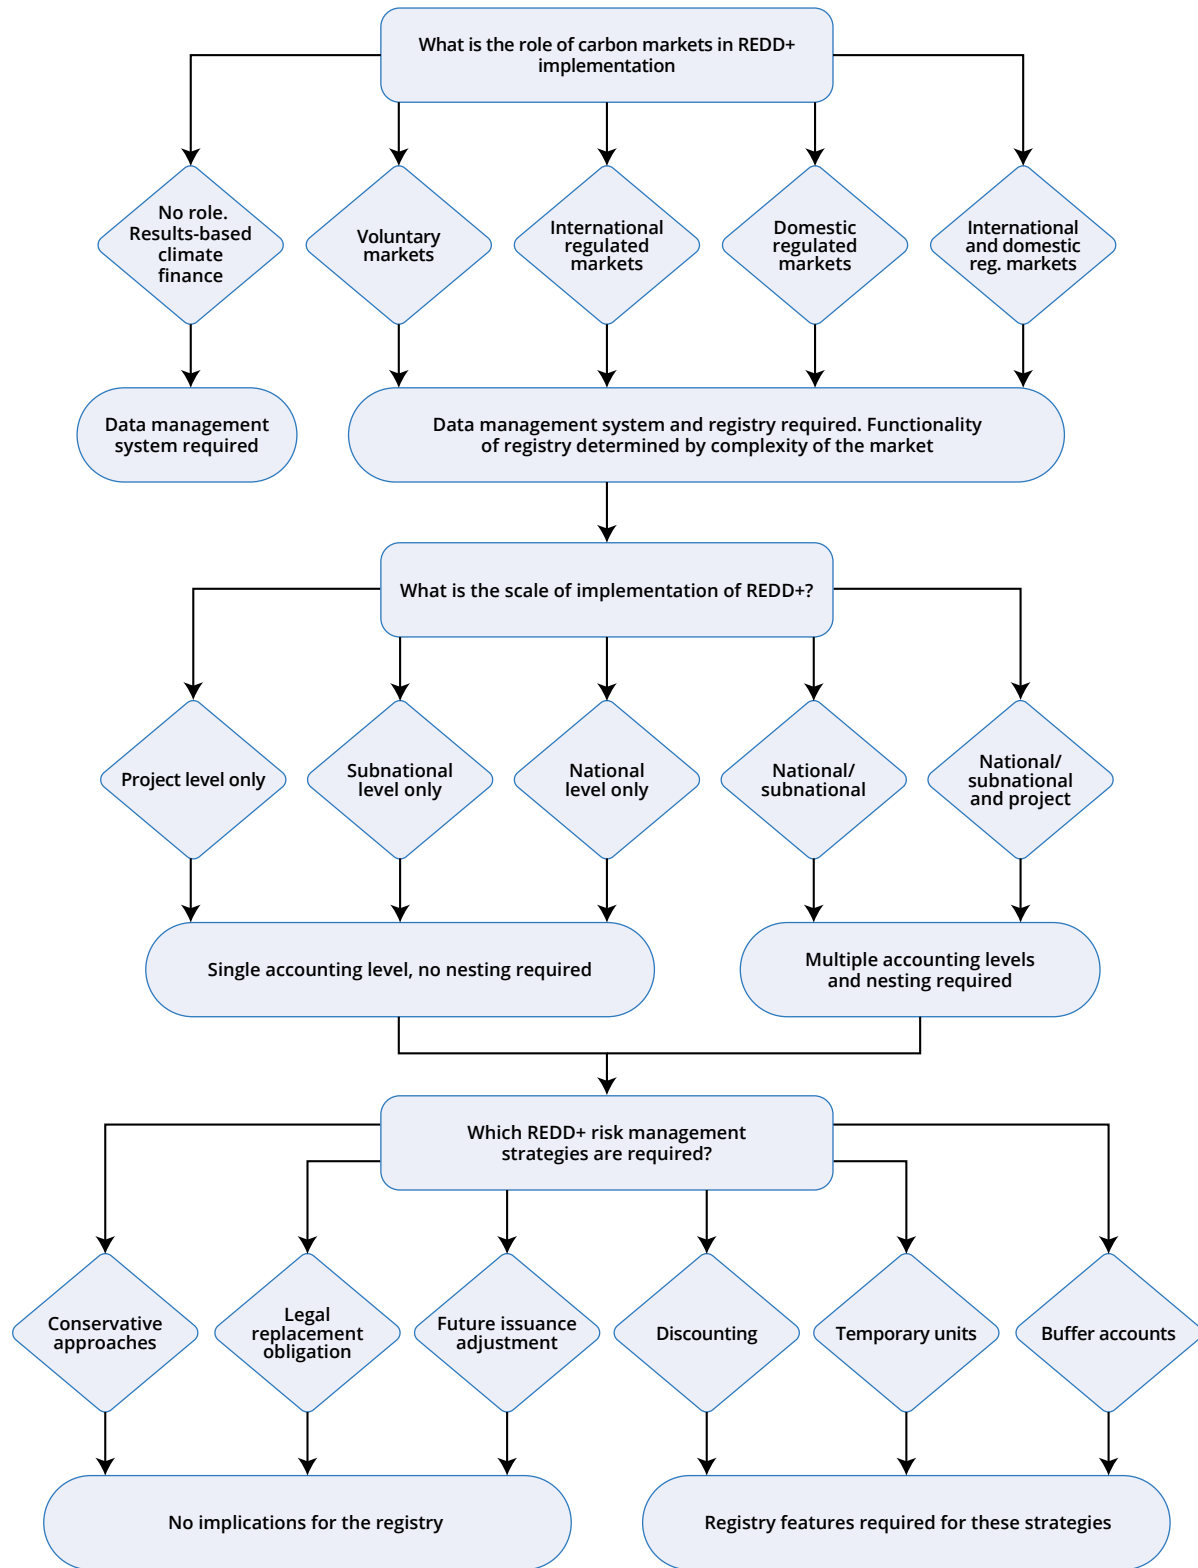 What is the role of carbon markets in REDD+
implementation
No role.
Results-based
climate
finance
Voluntary
markets
International
regulated
markets
Domestic
regulated
markets
International
and domestic
reg. markets
Data management
system required
Data management system and registry required. Functionality
of registry determined by complexity of the market
What is the scale of implementation of REDD+?
Project level only
Subnational
level only
National
level only
National/
subnational
National/
subnational
and project
Single accounting level, no nesting required
Multiple accounting levels
and nesting required
Which REDD+ risk management
strategies are required?
Conservative
approaches
Legal
replacement
obligation
Future issuance
adjustment
Discounting
Temporary units
Buffer accounts
No implications for the registry
Registry features required for these strategies